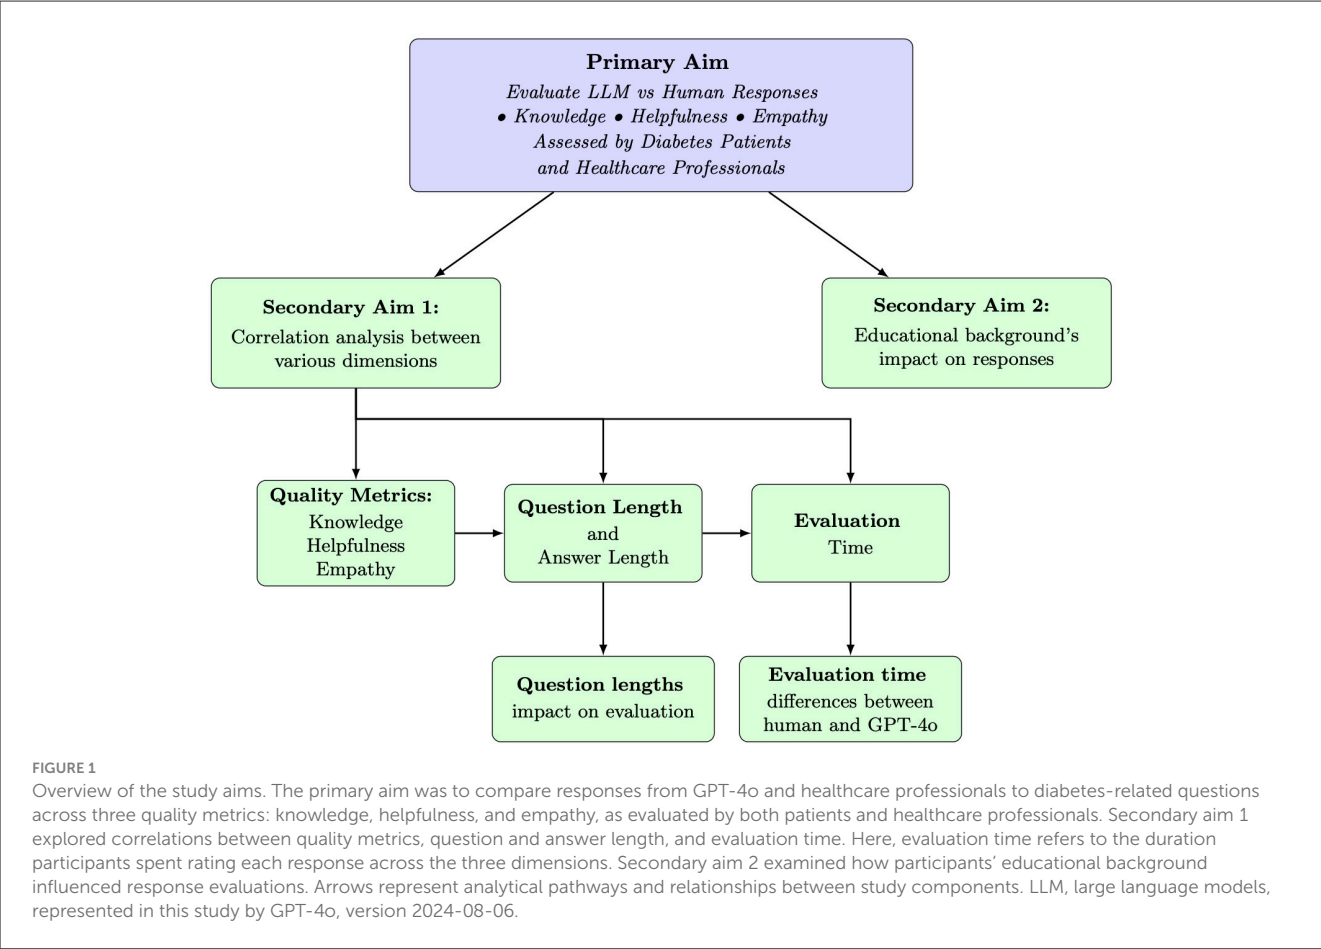 Primary Aim
Evaluate LLM vs Human Responses
• Knowledge • Helpfulness • Empathy
Assessed by Diabetes Patients
and Healthcare Professionals
Secondary Aim 1:
Correlation analysis between
various dimensions
Secondary Aim 2:
Educational background's
impact on responses
Quality Metrics:
Knowledge
Helpfulness
Empathy
Question Length
and
Answer Length
Evaluation
Time
Question lengths
impact on evaluation
Evaluation time
differences between
human and GPT-4o
FIGURE 1
Overview of the study aims. The primary aim was to compare responses from GPT-4o and healthcare professionals to diabetes-related questions
across three quality metrics: knowledge, helpfulness, and empathy, as evaluated by both patients and healthcare professionals. Secondary aim 1
explored correlations between quality metrics, question and answer length, and evaluation time. Here, evaluation time refers to the duration
participants spent rating each response across the three dimensions. Secondary aim 2 examined how participants' educational background
influenced response evaluations. Arrows represent analytical pathways and relationships between study components. LLM, large language models,
represented in this study by GPT-4o, version 2024-08-06.